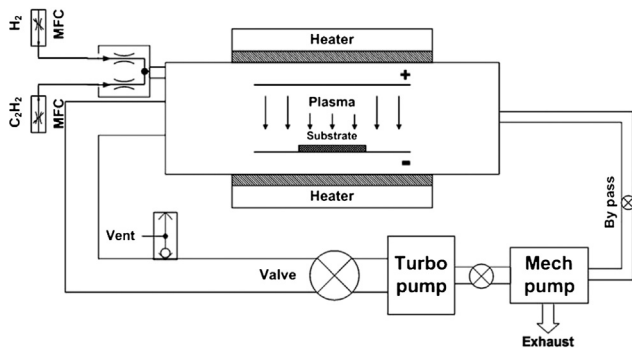 H2
MFC
C2H2
MFC
Heater
+
Plasma
Substrate
-
Heater
By pass
Vent
Valve
Turbo
pump
Mech
pump
Exhaust